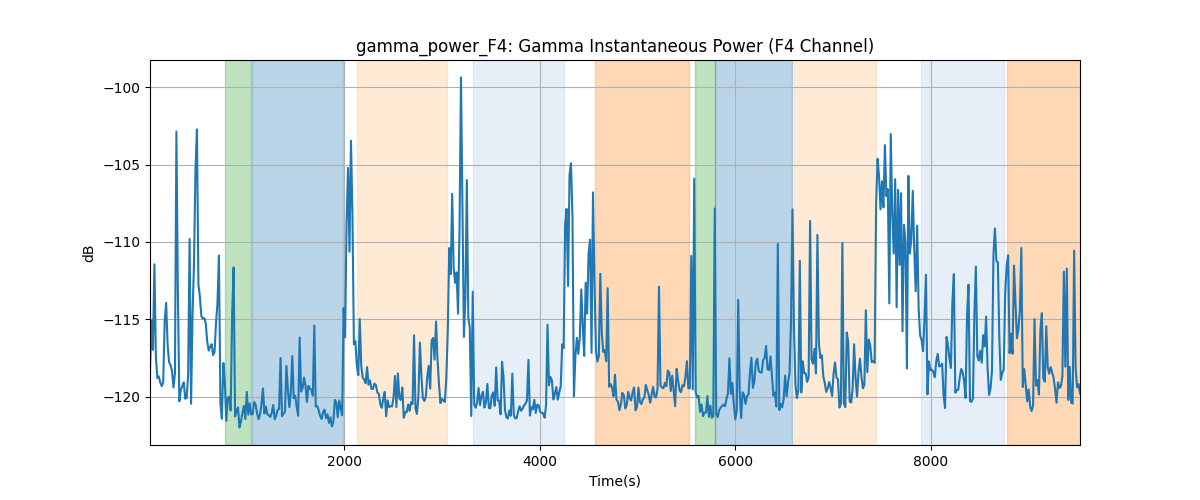 gamma_power_F4: Gamma Instantaneous Power (F4 Channel)
−100
−105
−110
−115
−120
dB
2000 4000 6000 8000
Time(s)